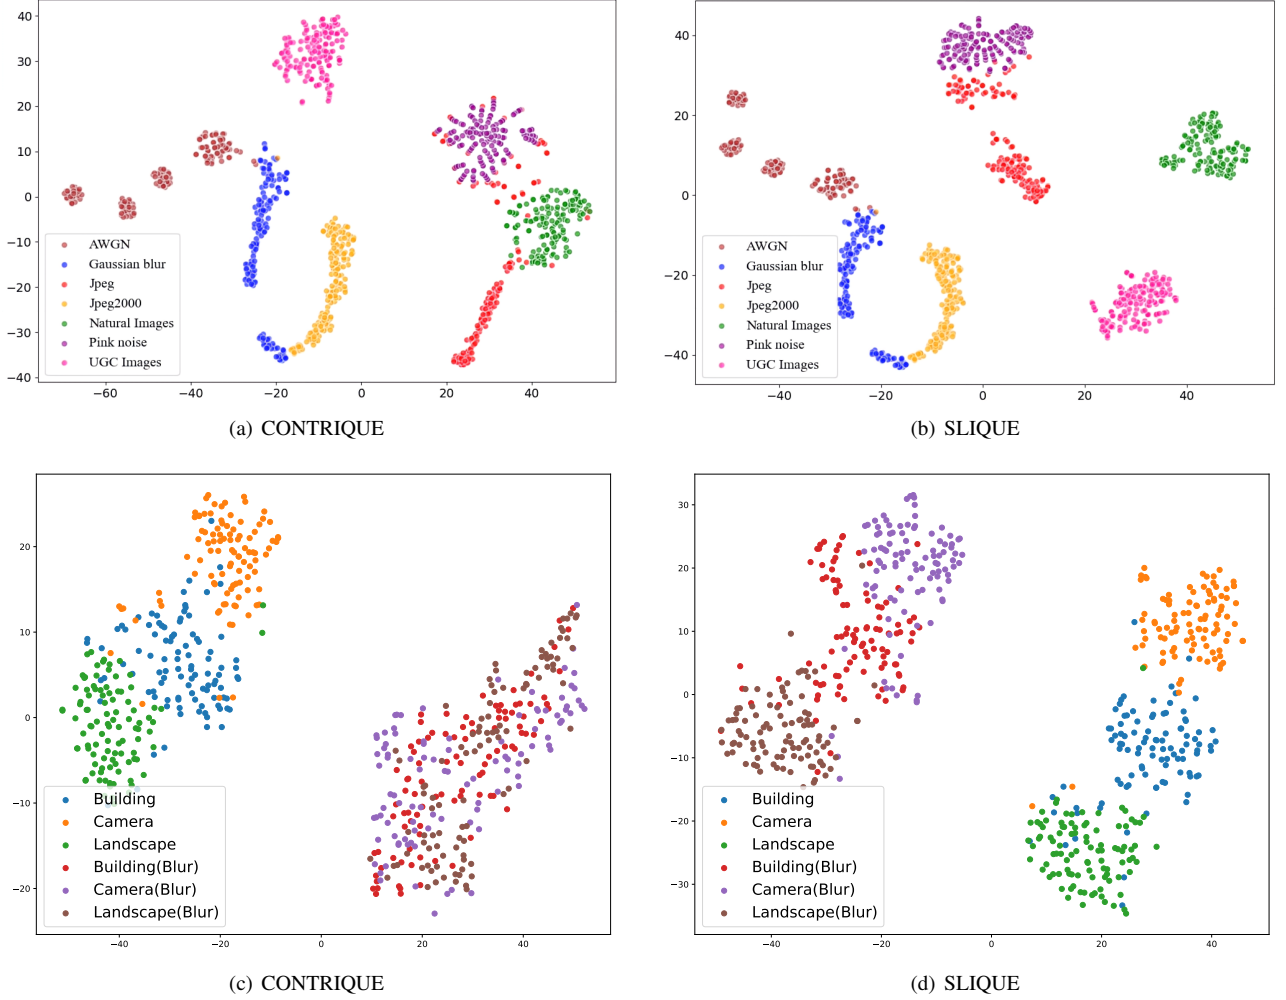 40
30
20
10
0
−10
−20
−30
−40
−60
−40
−20
0
20
40
AWGN
Gaussian blur
Jpeg
Jpeg2000
Natural Images
Pink noise
UGC Images
(a) CONTRIQUE
40
20
0
−20
−40
−40
−20
0
20
40
AWGN
Gaussian blur
Jpeg
Jpeg2000
Natural Images
Pink noise
UGC Images
(b) SLIQUE
20
10
0
−10
−20
−40
−20
0
20
40
Building
Camera
Landscape
Building(Blur)
Camera(Blur)
Landscape(Blur)
(c) CONTRIQUE
30
20
10
0
−10
−20
−30
−40
−20
0
20
40
Building
Camera
Landscape
Building(Blur)
Camera(Blur)
Landscape(Blur)
(d) SLIQUE